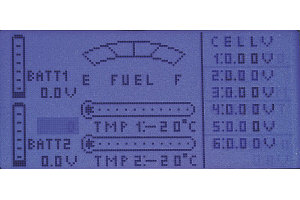 BATT1
0.0V
E FUEL F
TMP 1:-20°C
BATT2
0.0V
TMP 2:-20°C
CELLV
1:0.00V
2:0.00V
3:0.00V
4:0.00V
5:0.00V
6:0.00V